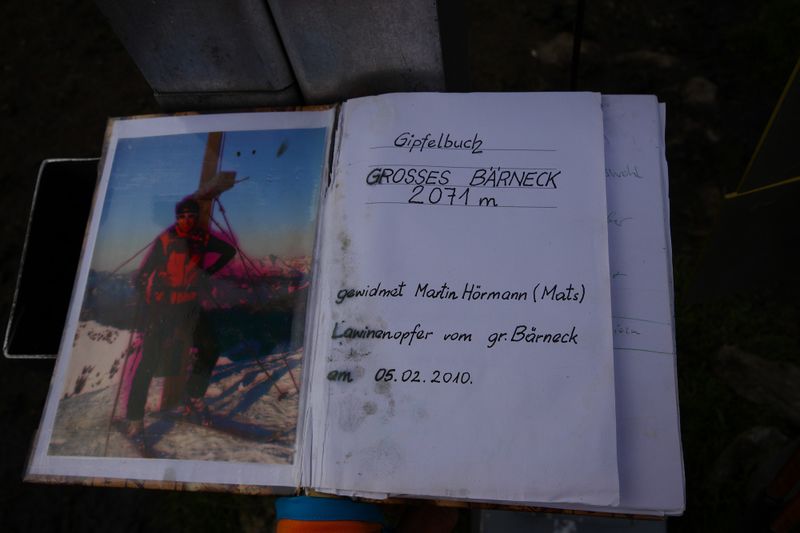 Gipfelbuch
GROSSES BÄRNECK
2071 m
gewidmet Martin Hörmann (Mats)
Lawinenopfer vom gr. Bärneck
am 05.02.2010.